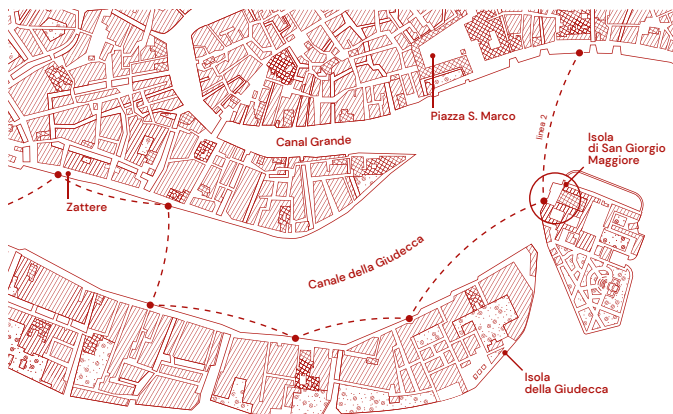 linea 2
Piazza S. Marco
Canal Grande
Isola
di San Giorgio
Maggiore
Zattere
Canale della Giudecca
Isola
della Giudecca